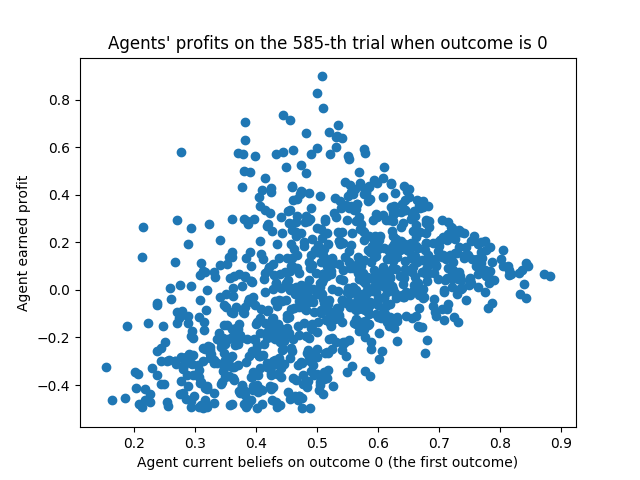 Agents' profits on the 585-th trial when outcome is 0
0.8
0.6
0.4
0.2
0.0
−0.2
−0.4
Agent earned profit
0.2 0.3 0.4 0.5 0.6 0.7 0.8 0.9
Agent current beliefs on outcome 0 (the first outcome)